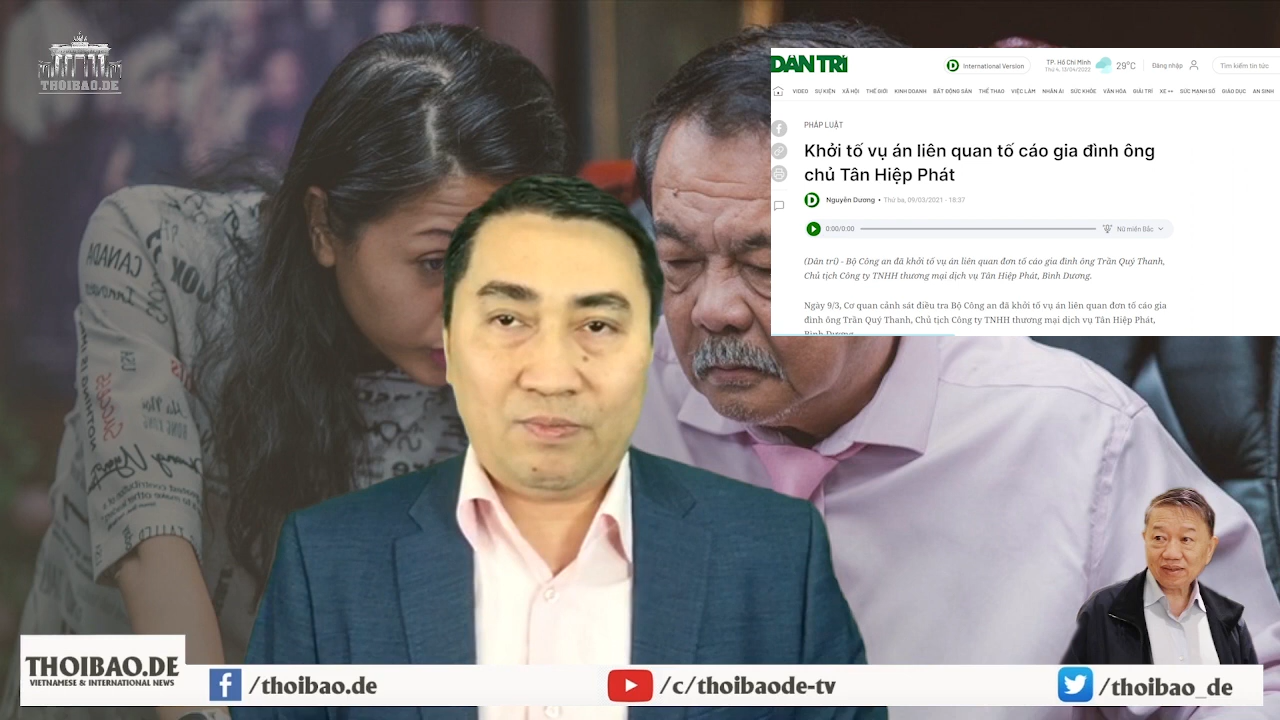 THOIBAO.DE
DÂN TRÍ
International Version
TP. Hồ Chí Minh
Thứ 4, 13/04/2022
29°C
Đăng nhập
Tìm kiếm tin tức
VIDEO SỰ KIỆN XÃ HỘI THẾ GIỚI KINH DOANH BẤT ĐỘNG SẢN THỂ THAO VIỆC LÀM NHÂN ÁI SỨC KHỎE VĂN HÓA GIẢI TRÍ XE ++ SỨC MẠNH SỐ GIÁO DỤC AN SINH
PHÁP LUẬT
Khởi tố vụ án liên quan tố cáo gia đình ông
chủ Tân Hiệp Phát
Nguyễn Dương • Thứ ba, 09/03/2021 - 18:37
0:00/0:00
Nữ miền Bắc
(Dân trí) - Bộ Công an đã khởi tố vụ án liên quan đơn tố cáo gia đình ông Trần Quý Thanh,
Chủ tịch Công ty TNHH thương mại dịch vụ Tân Hiệp Phát, Bình Dương.
Ngày 9/3, Cơ quan cảnh sát điều tra Bộ Công an đã khởi tố vụ án liên quan đơn tố cáo gia
đình ông Trần Quý Thanh, Chủ tịch Công ty TNHH thương mại dịch vụ Tân Hiệp Phát,
Bình Dương.
CANADA
THOIBAO.DE
VIETNAMESE & INTERNATIONAL NEWS
/thoibao.de
/c/thoibaode-tv
/thoibao_de